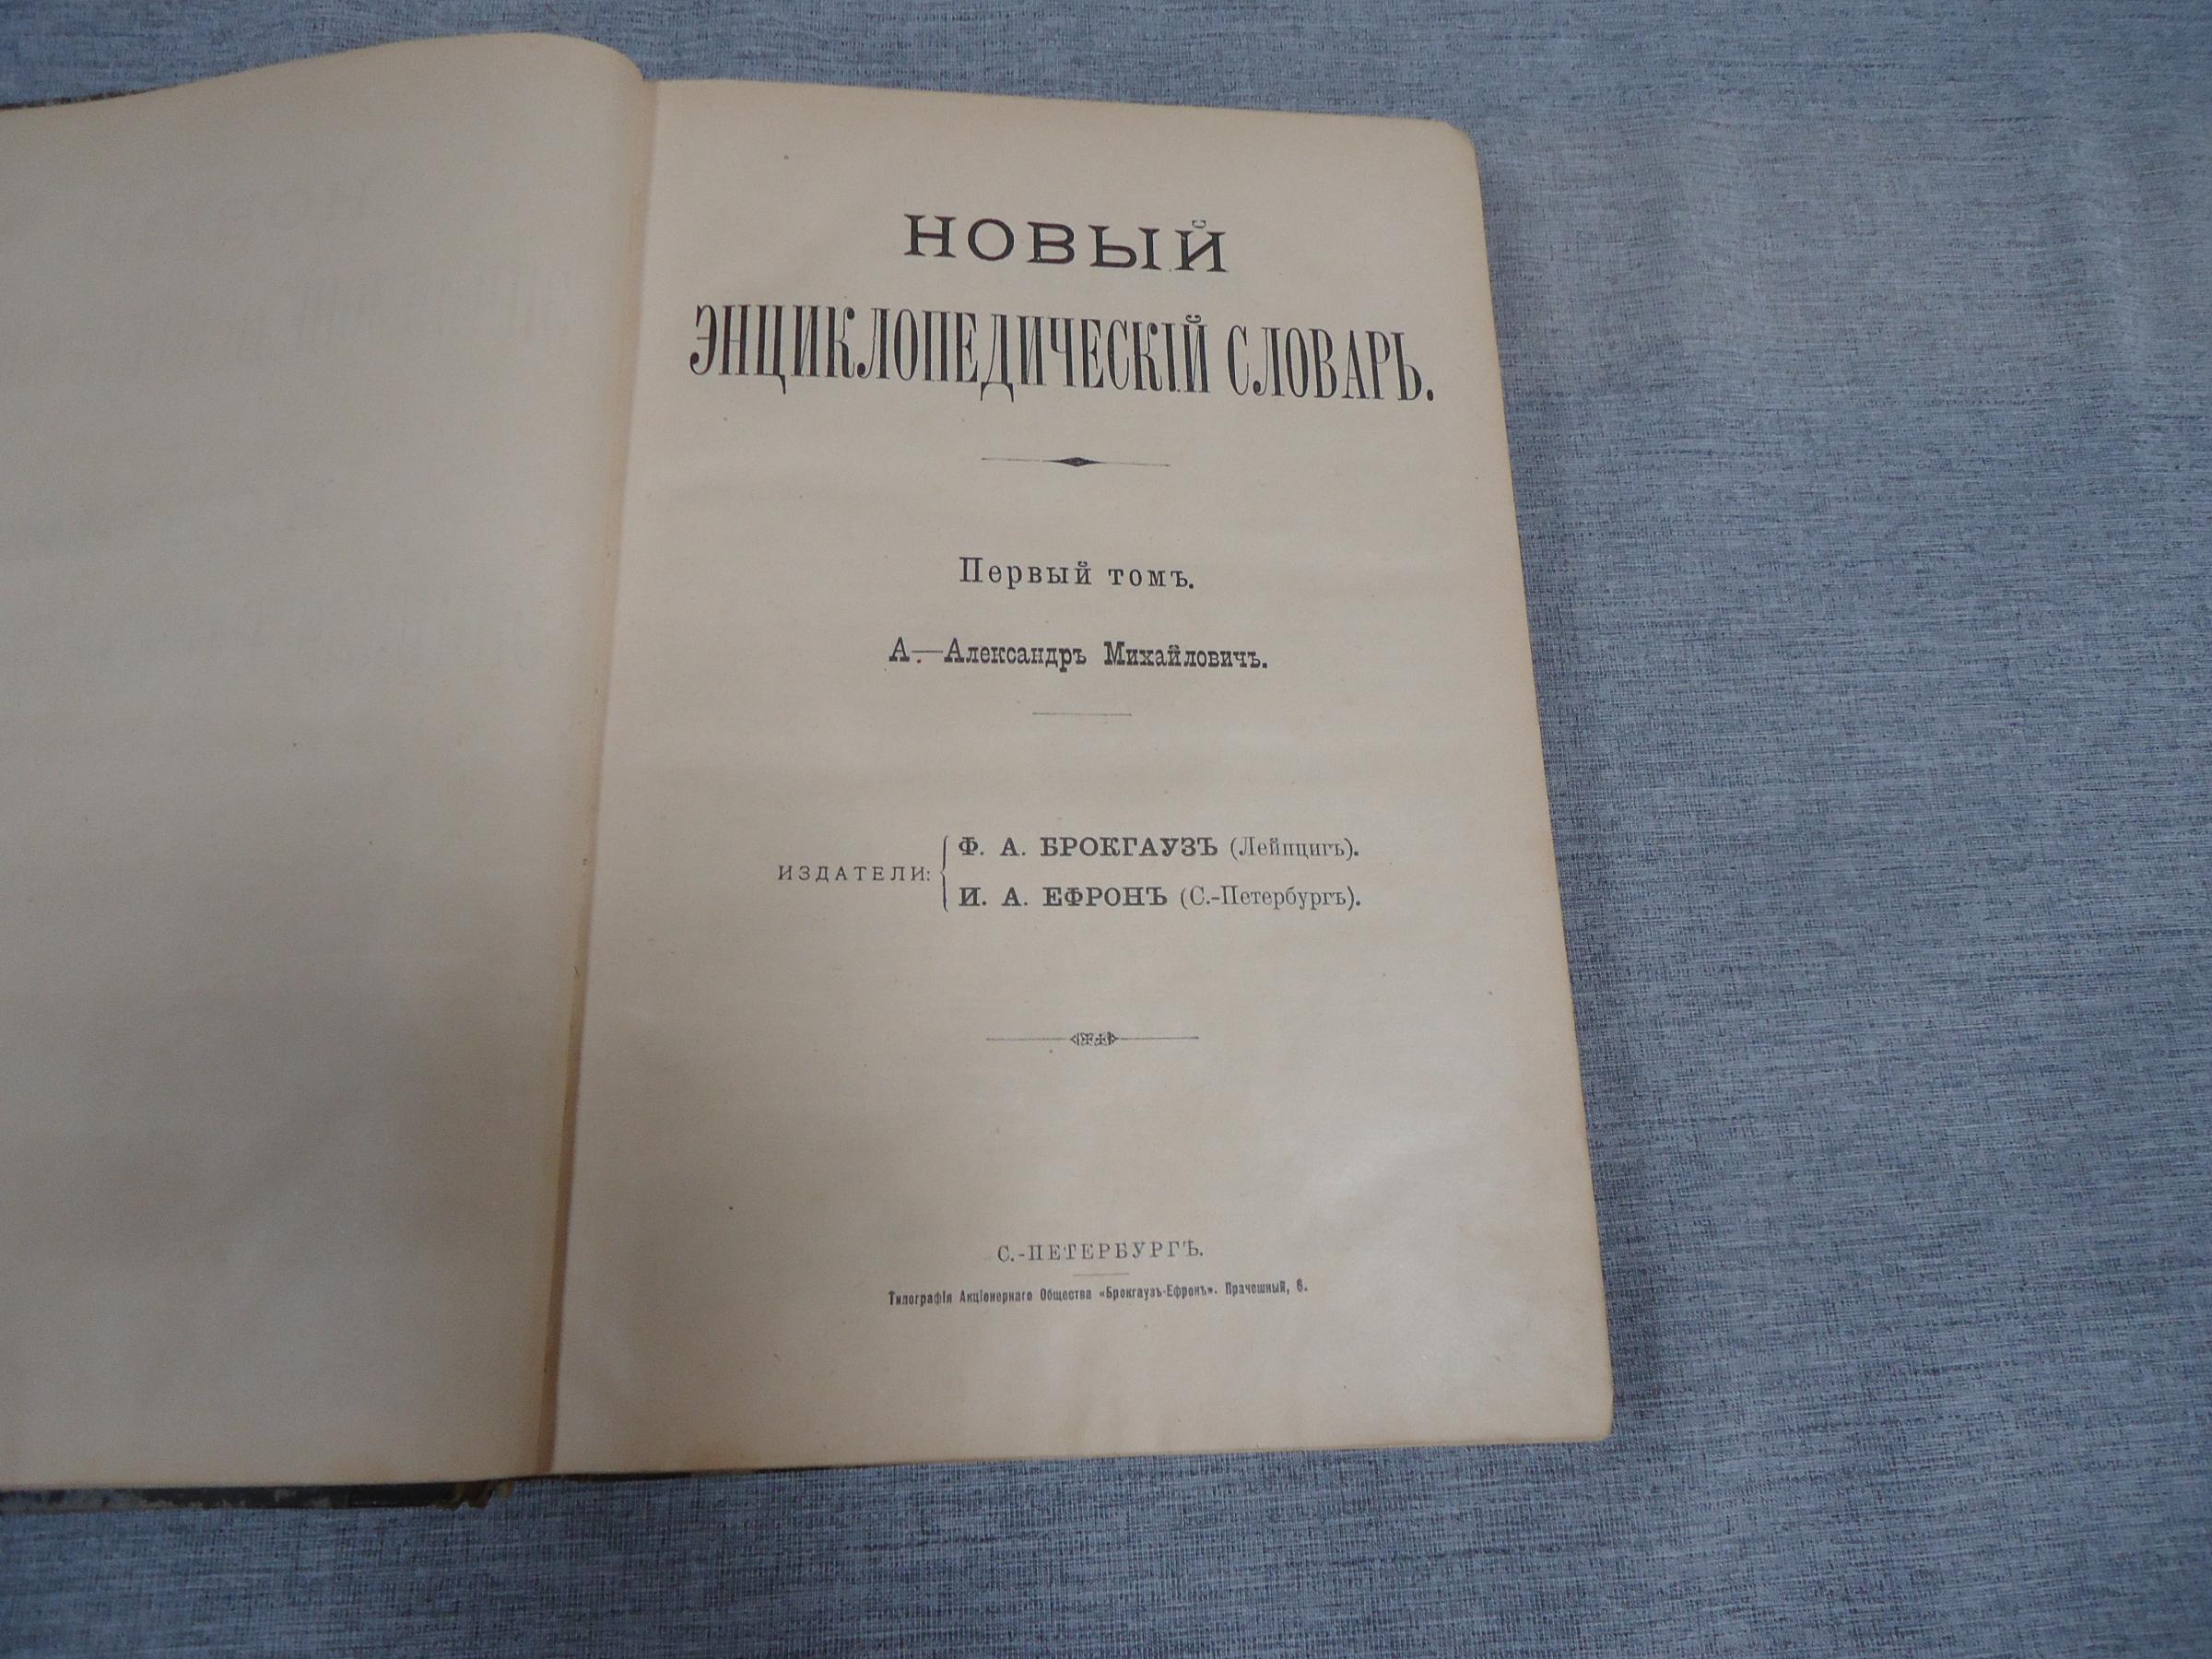 НОВЫЙ
ЭНЦИКЛОПЕДИЧЕСКІЙ СЛОВАРЬ.
Первый томъ.
А.—Александръ Михайловичъ.
ИЗДАТЕЛИ: Ф. А. БРОКГАУЗЪ (Лейпцигъ).
И. А. ЕФРОНЪ (С.-Петербургъ).
С.-ПЕТЕРБУРГЪ.
Типографія Акціонернаго Общества «Брокгаузъ-Ефронъ». Прачешный, 6.